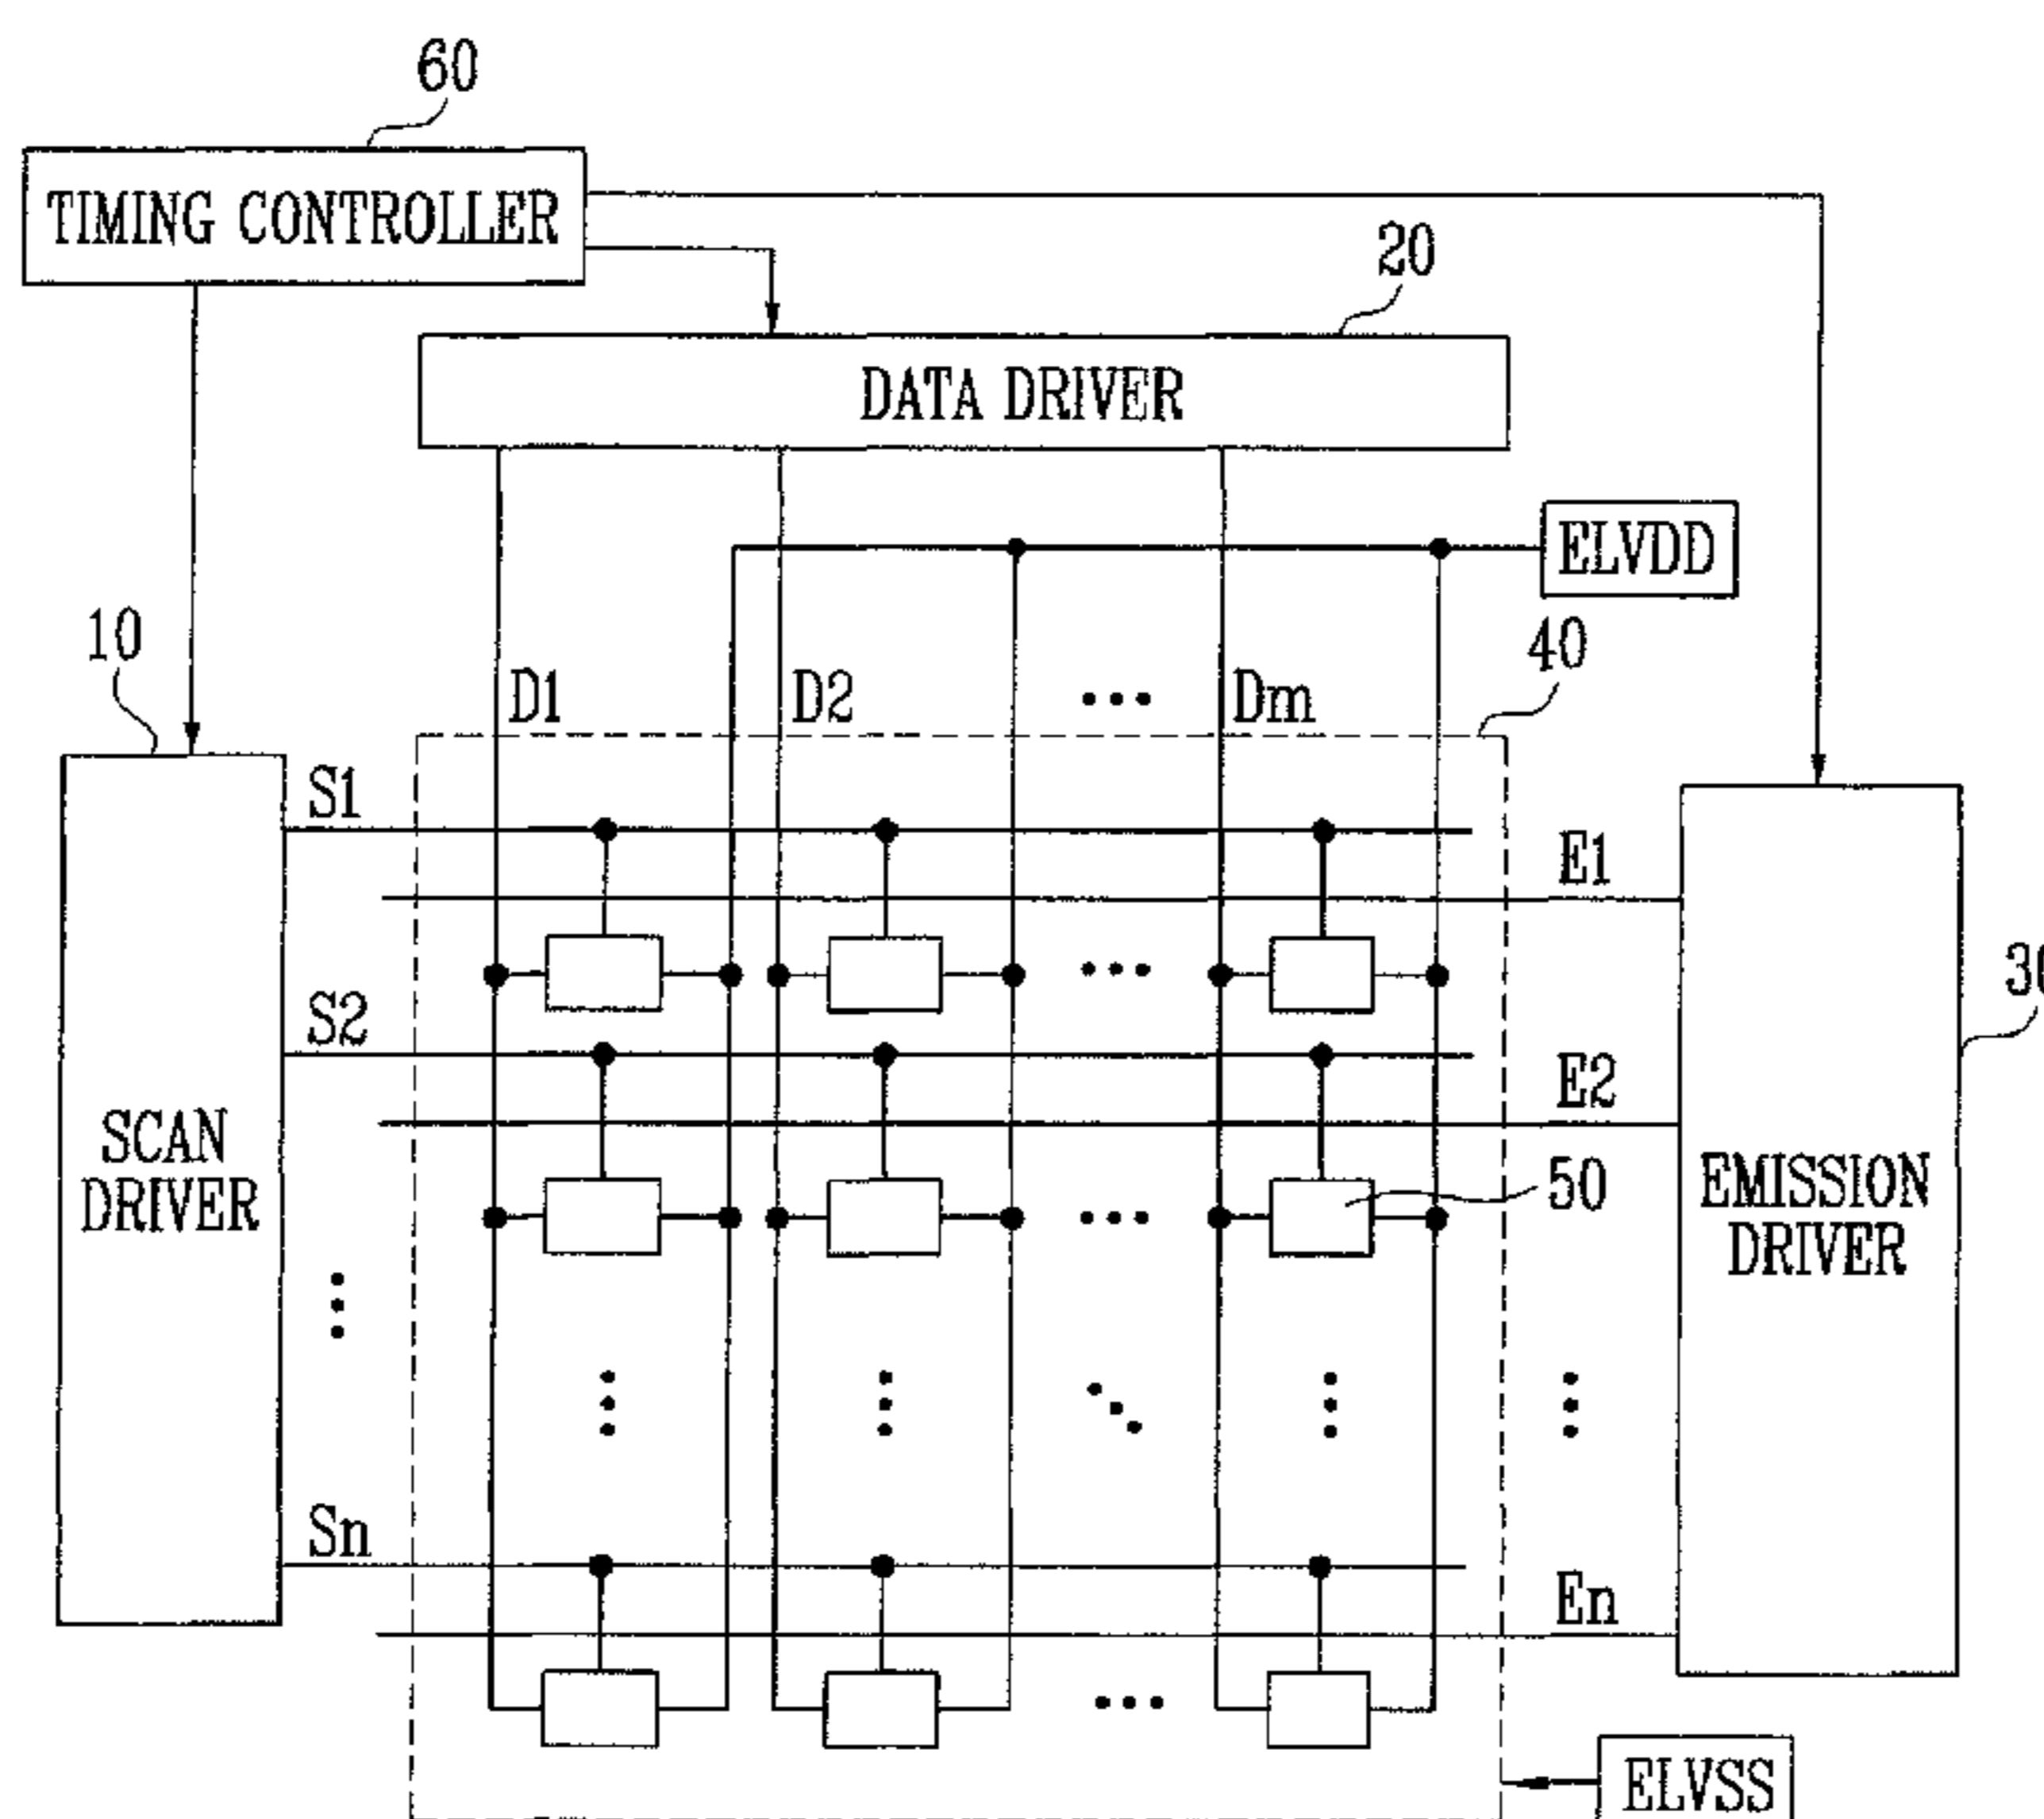 60
TIMING CONTROLLER
20
DATA DRIVER
ELVDD
40
10
D1
D2
Dm
S1
E1
30
S2
E2
SCAN
DRIVER
50
EMISSION
DRIVER
Sn
En
ELVSS